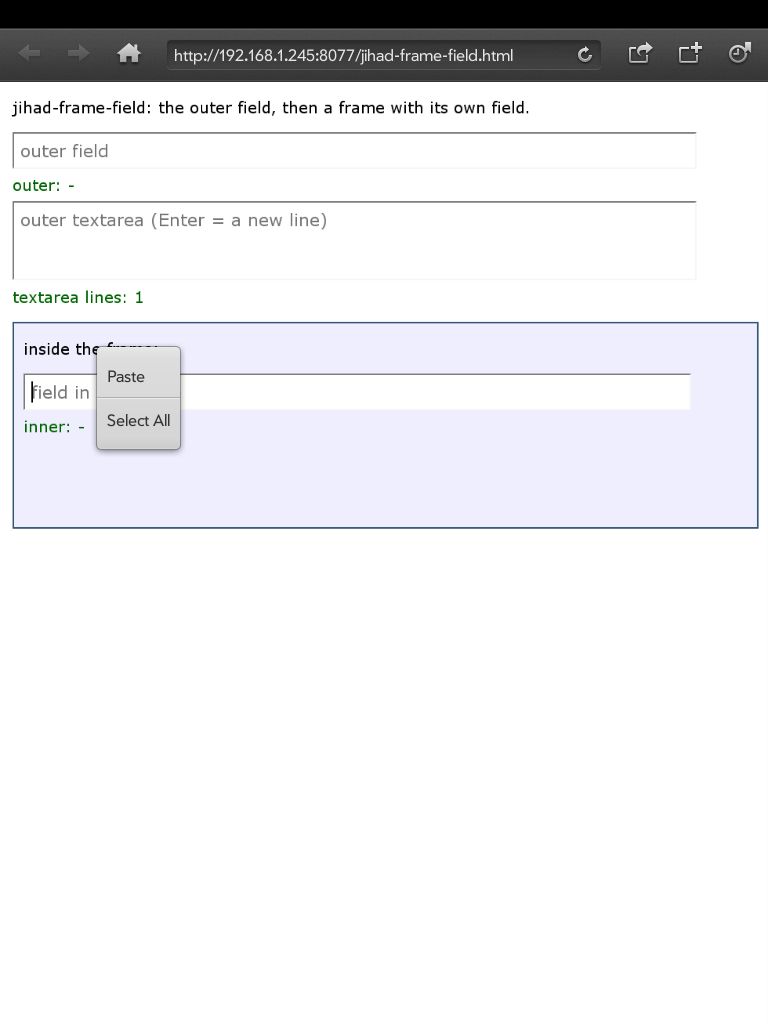 http://192.168.1.245:8077/jihad-frame-field.html
jihad-frame-field: the outer field, then a frame with its own field.
outer field
outer: -
outer textarea (Enter = a new line)
textarea lines: 1
inside the frame:
Paste
field in
Select All
inner: -